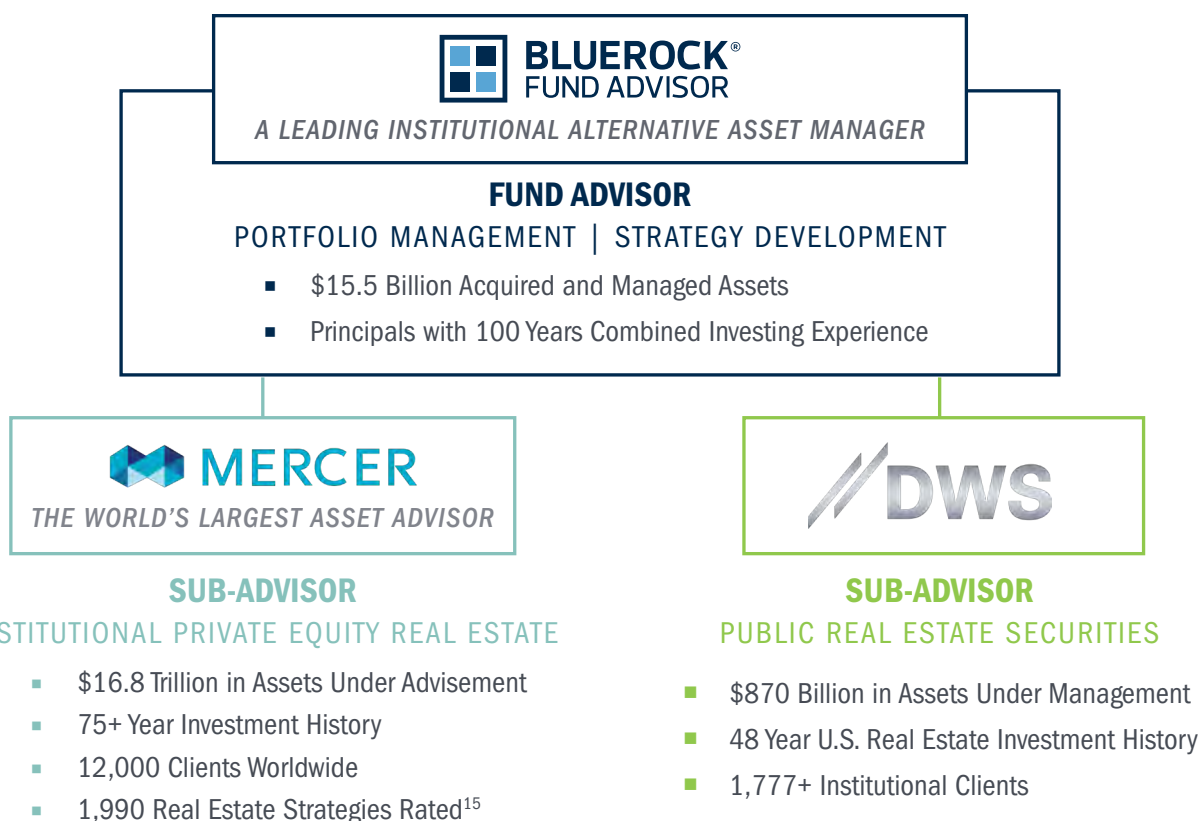 BLUEROCK®
FUND ADVISOR
A LEADING INSTITUTIONAL ALTERNATIVE ASSET MANAGER
FUND ADVISOR
PORTFOLIO MANAGEMENT | STRATEGY DEVELOPMENT
▪ $15.5 Billion Acquired and Managed Assets
▪ Principals with 100 Years Combined Investing Experience
MERCER
THE WORLD'S LARGEST ASSET ADVISOR
SUB-ADVISOR
STITUTIONAL PRIVATE EQUITY REAL ESTATE
▪ $16.8 Trillion in Assets Under Advisement
▪ 75+ Year Investment History
▪ 12,000 Clients Worldwide
▪ 1,990 Real Estate Strategies Rated15
DWS
SUB-ADVISOR
PUBLIC REAL ESTATE SECURITIES
▪ $870 Billion in Assets Under Management
▪ 48 Year U.S. Real Estate Investment History
▪ 1,777+ Institutional Clients